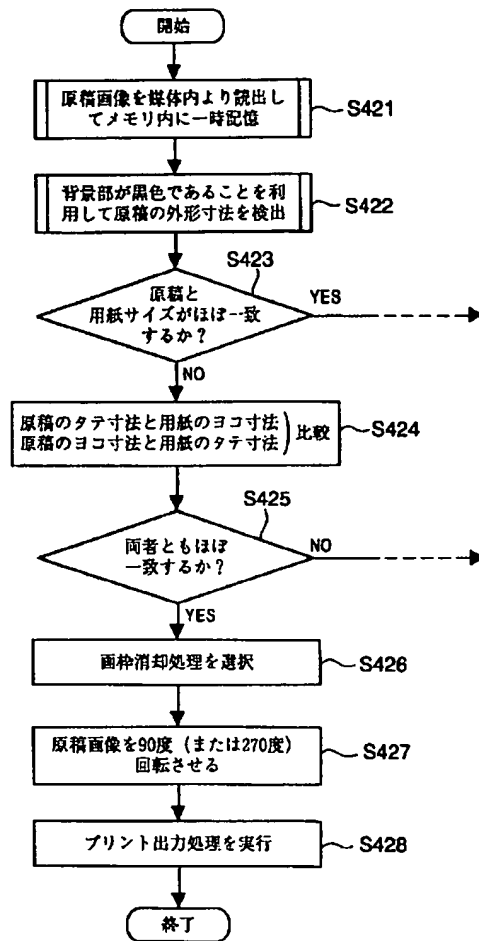 開始
原稿画像を媒体内より読出し
てメモリ内に一時記憶
S421
背景部が黒色であることを利
用して原稿の外形寸法を検出
S422
S423
原稿と
用紙サイズがほぼ一致
するか？
YES
NO
原稿のタテ寸法と用紙のヨコ寸法
原稿のヨコ寸法と用紙のタテ寸法
比較
S424
S425
両者ともほぼ
一致するか？
NO
YES
画枠消却処理を選択
S426
原稿画像を90度（または270度）
回転させる
S427
プリント出力処理を実行
S428
終了